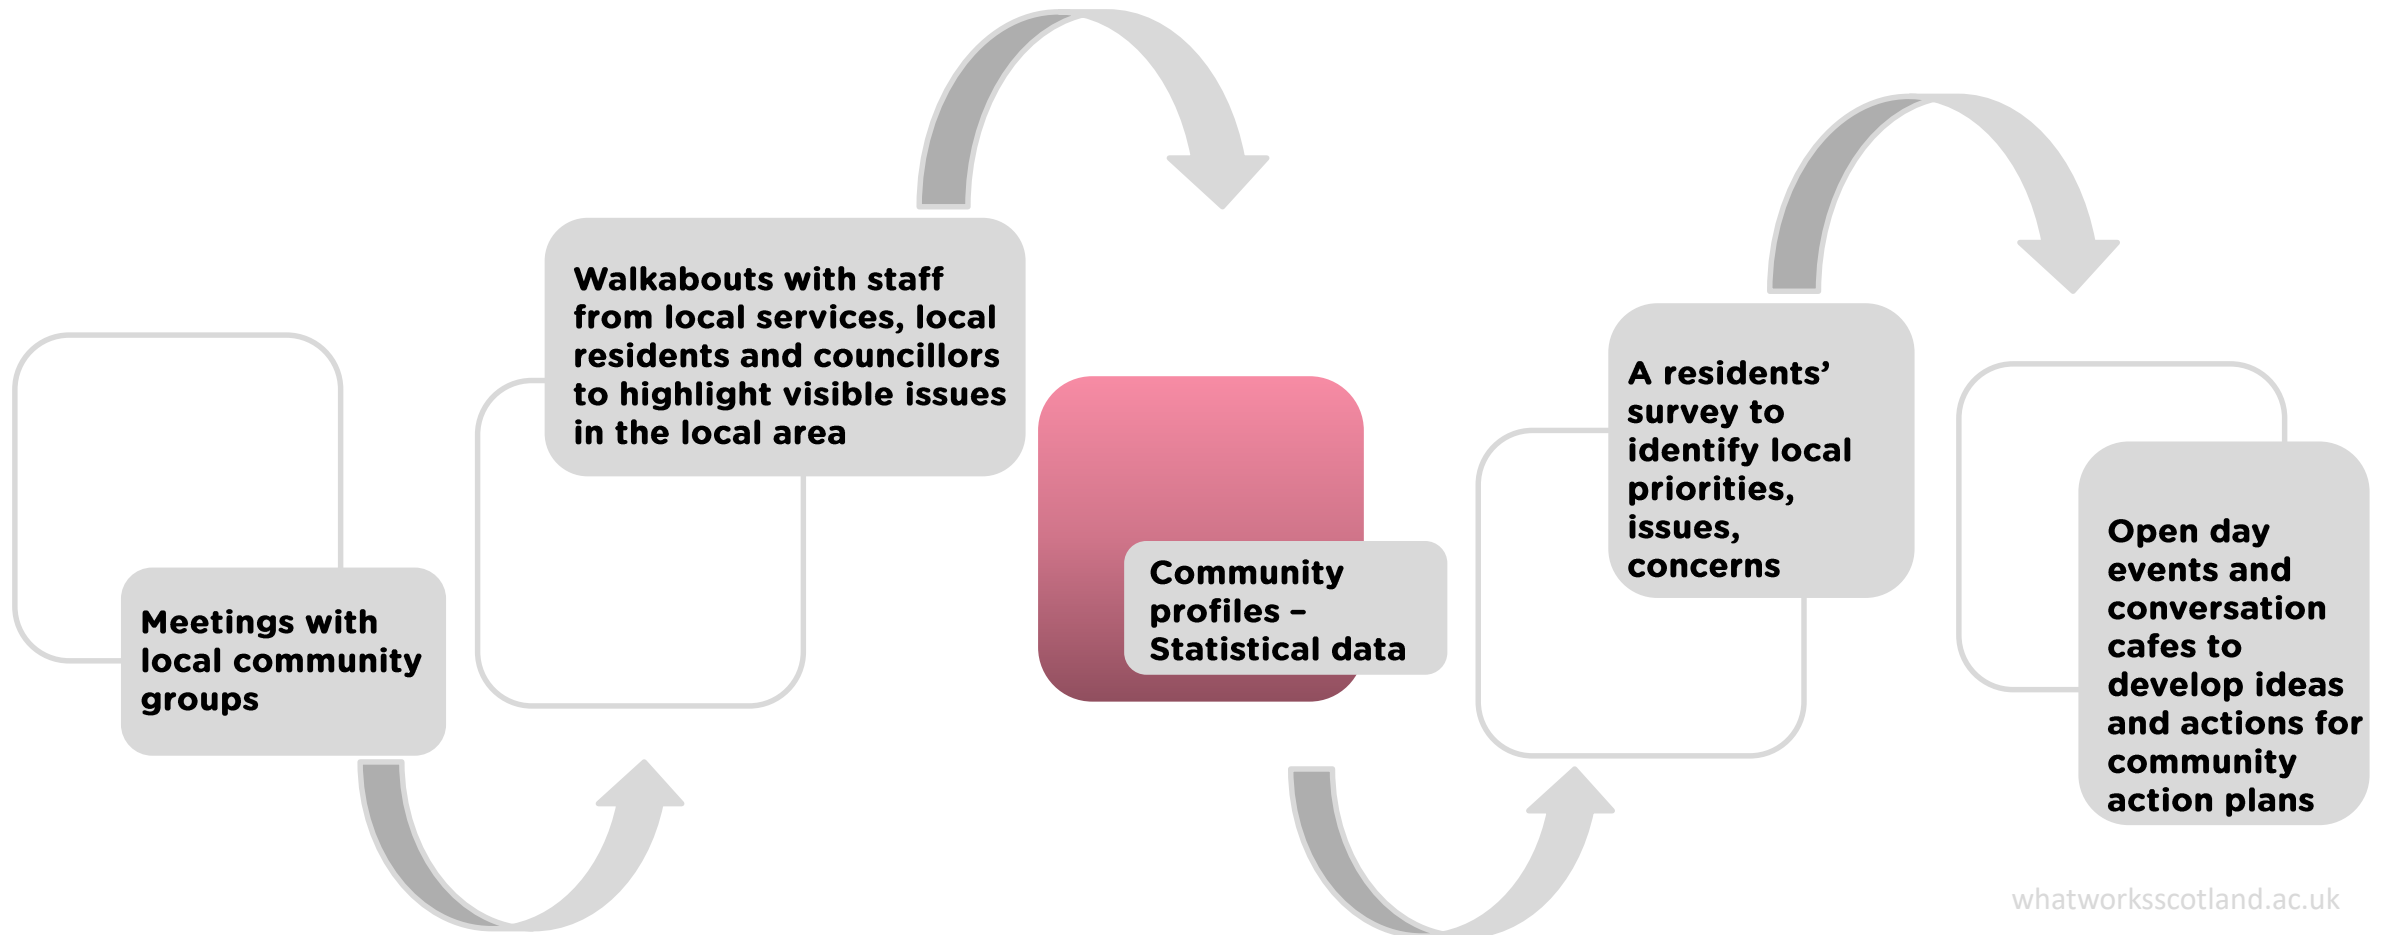 Meetings with
local community
groups
Walkabouts with staff
from local services, local
residents and councillors
to highlight visible issues
in the local area
Community
profiles –
Statistical data
A residents’
survey to
identify local
priorities,
issues,
concerns
Open day
events and
conversation
cafes to
develop ideas
and actions for
community
action plans
whatworksscotland.ac.uk